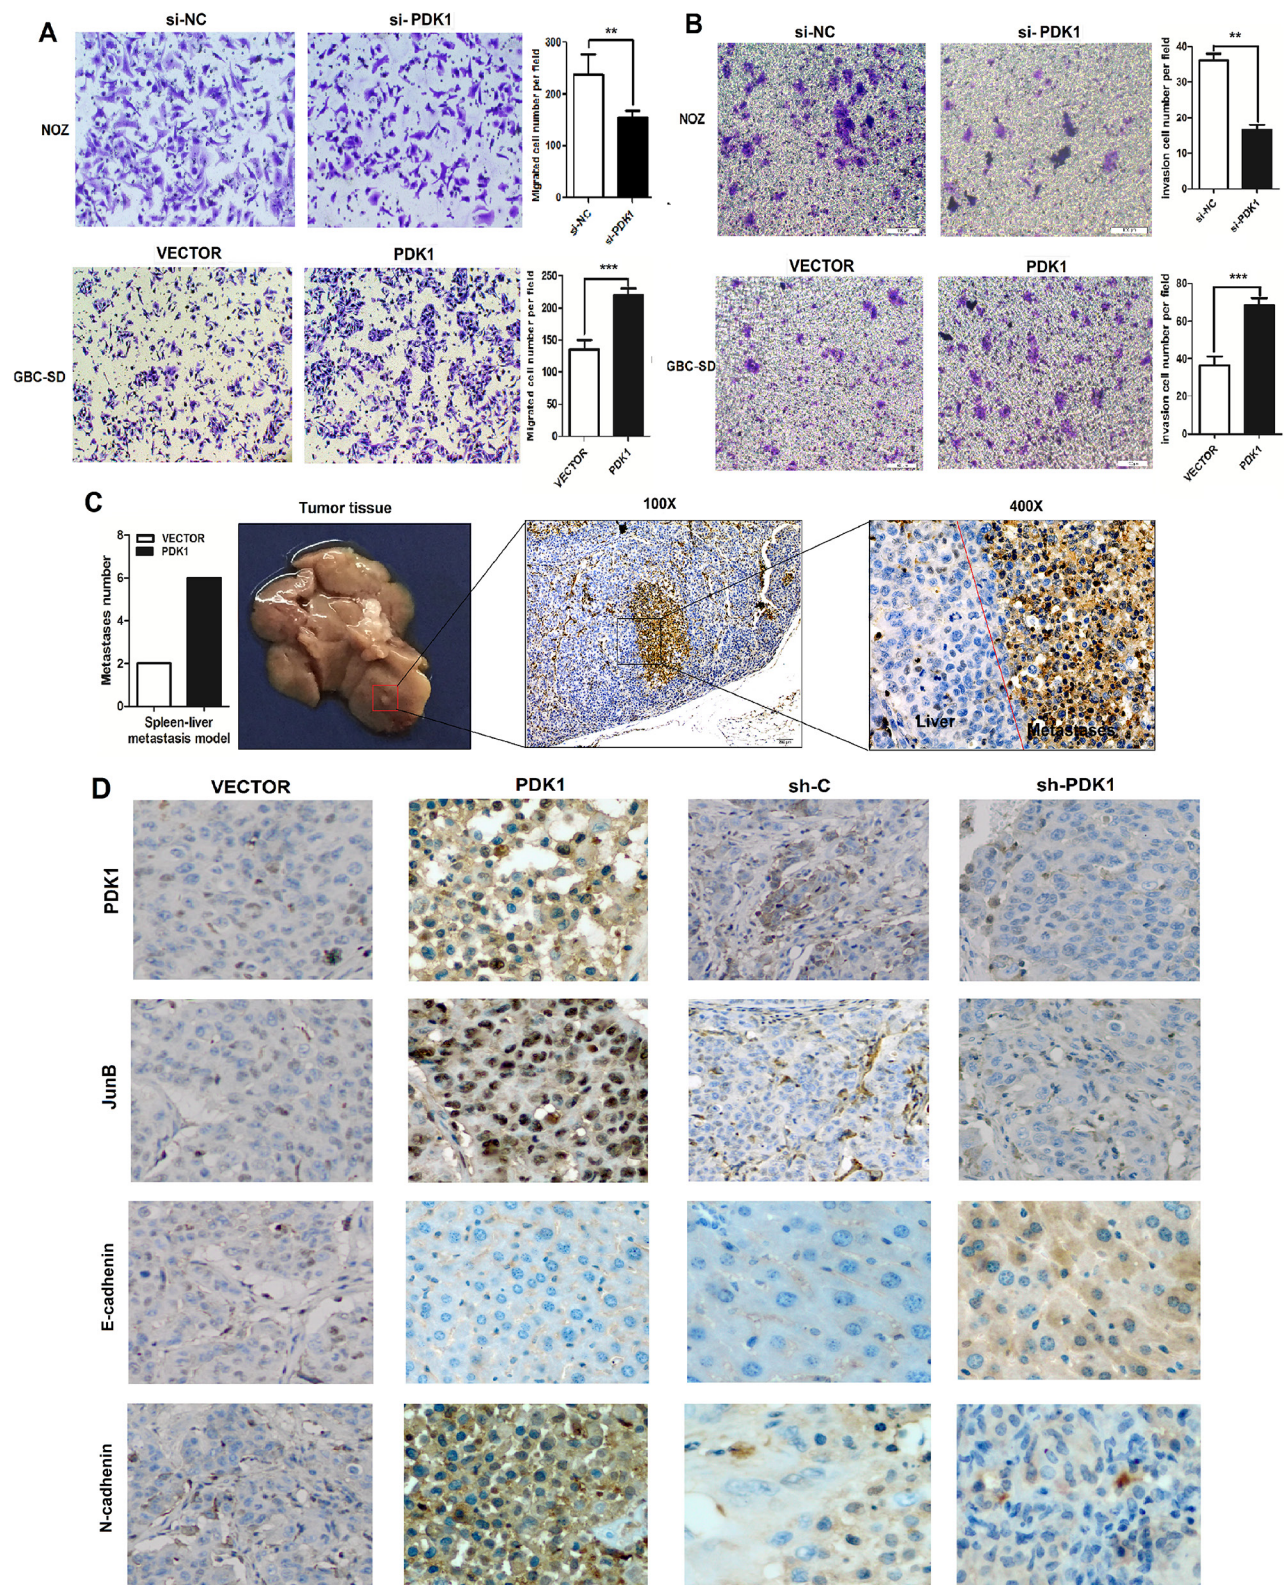 A
si-NC
si- PDK1
NOZ
Migrated cell number per field
300
200
100
0
**
si-NC
si-PDK1
VECTOR
PDK1
GBC-SD
Migrated cell number per field
250
200
150
100
50
0
***
VECTOR
PDK1
B
si-NC
si- PDK1
NOZ
Invasion cell number per field
40
30
20
10
0
**
si-NC
si-PDK1
VECTOR
PDK1
GBC-SD
invasion cell number per field
80
60
40
20
0
***
VECTOR
PDK1
C
Metastases number
8
6
4
2
0
VECTOR
PDK1
Spleen-liver
metastasis model
Tumor tissue
100X
400X
Liver
Metastases
D
VECTOR
PDK1
sh-C
sh-PDK1
PDK1
JunB
E-cadhenin
N-cadhenin